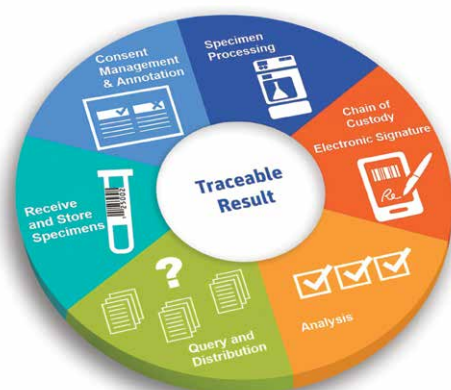 Consent
Management
& Annotation
Specimen
Processing
Chain of
Custody
Electronic Signature
Re
Analysis
Query and
Distribution
?
Receive
and Store
Specimens
Traceable
Result